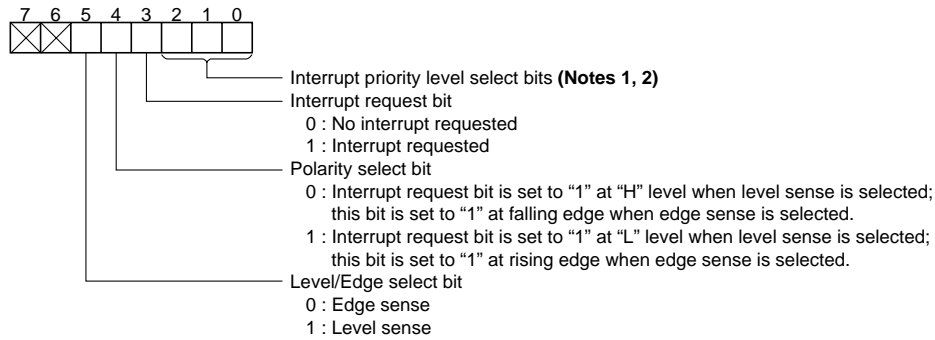 7 6 5 4 3 2 1 0
Interrupt priority level select bits (Notes 1, 2)
Interrupt request bit
0 : No interrupt requested
1 : Interrupt requested
Polarity select bit
0 : Interrupt request bit is set to “1” at “H” level when level sense is selected;
this bit is set to “1” at falling edge when edge sense is selected.
1 : Interrupt request bit is set to “1” at “L” level when level sense is selected;
this bit is set to “1” at rising edge when edge sense is selected.
Level/Edge select bit
0 : Edge sense
1 : Level sense